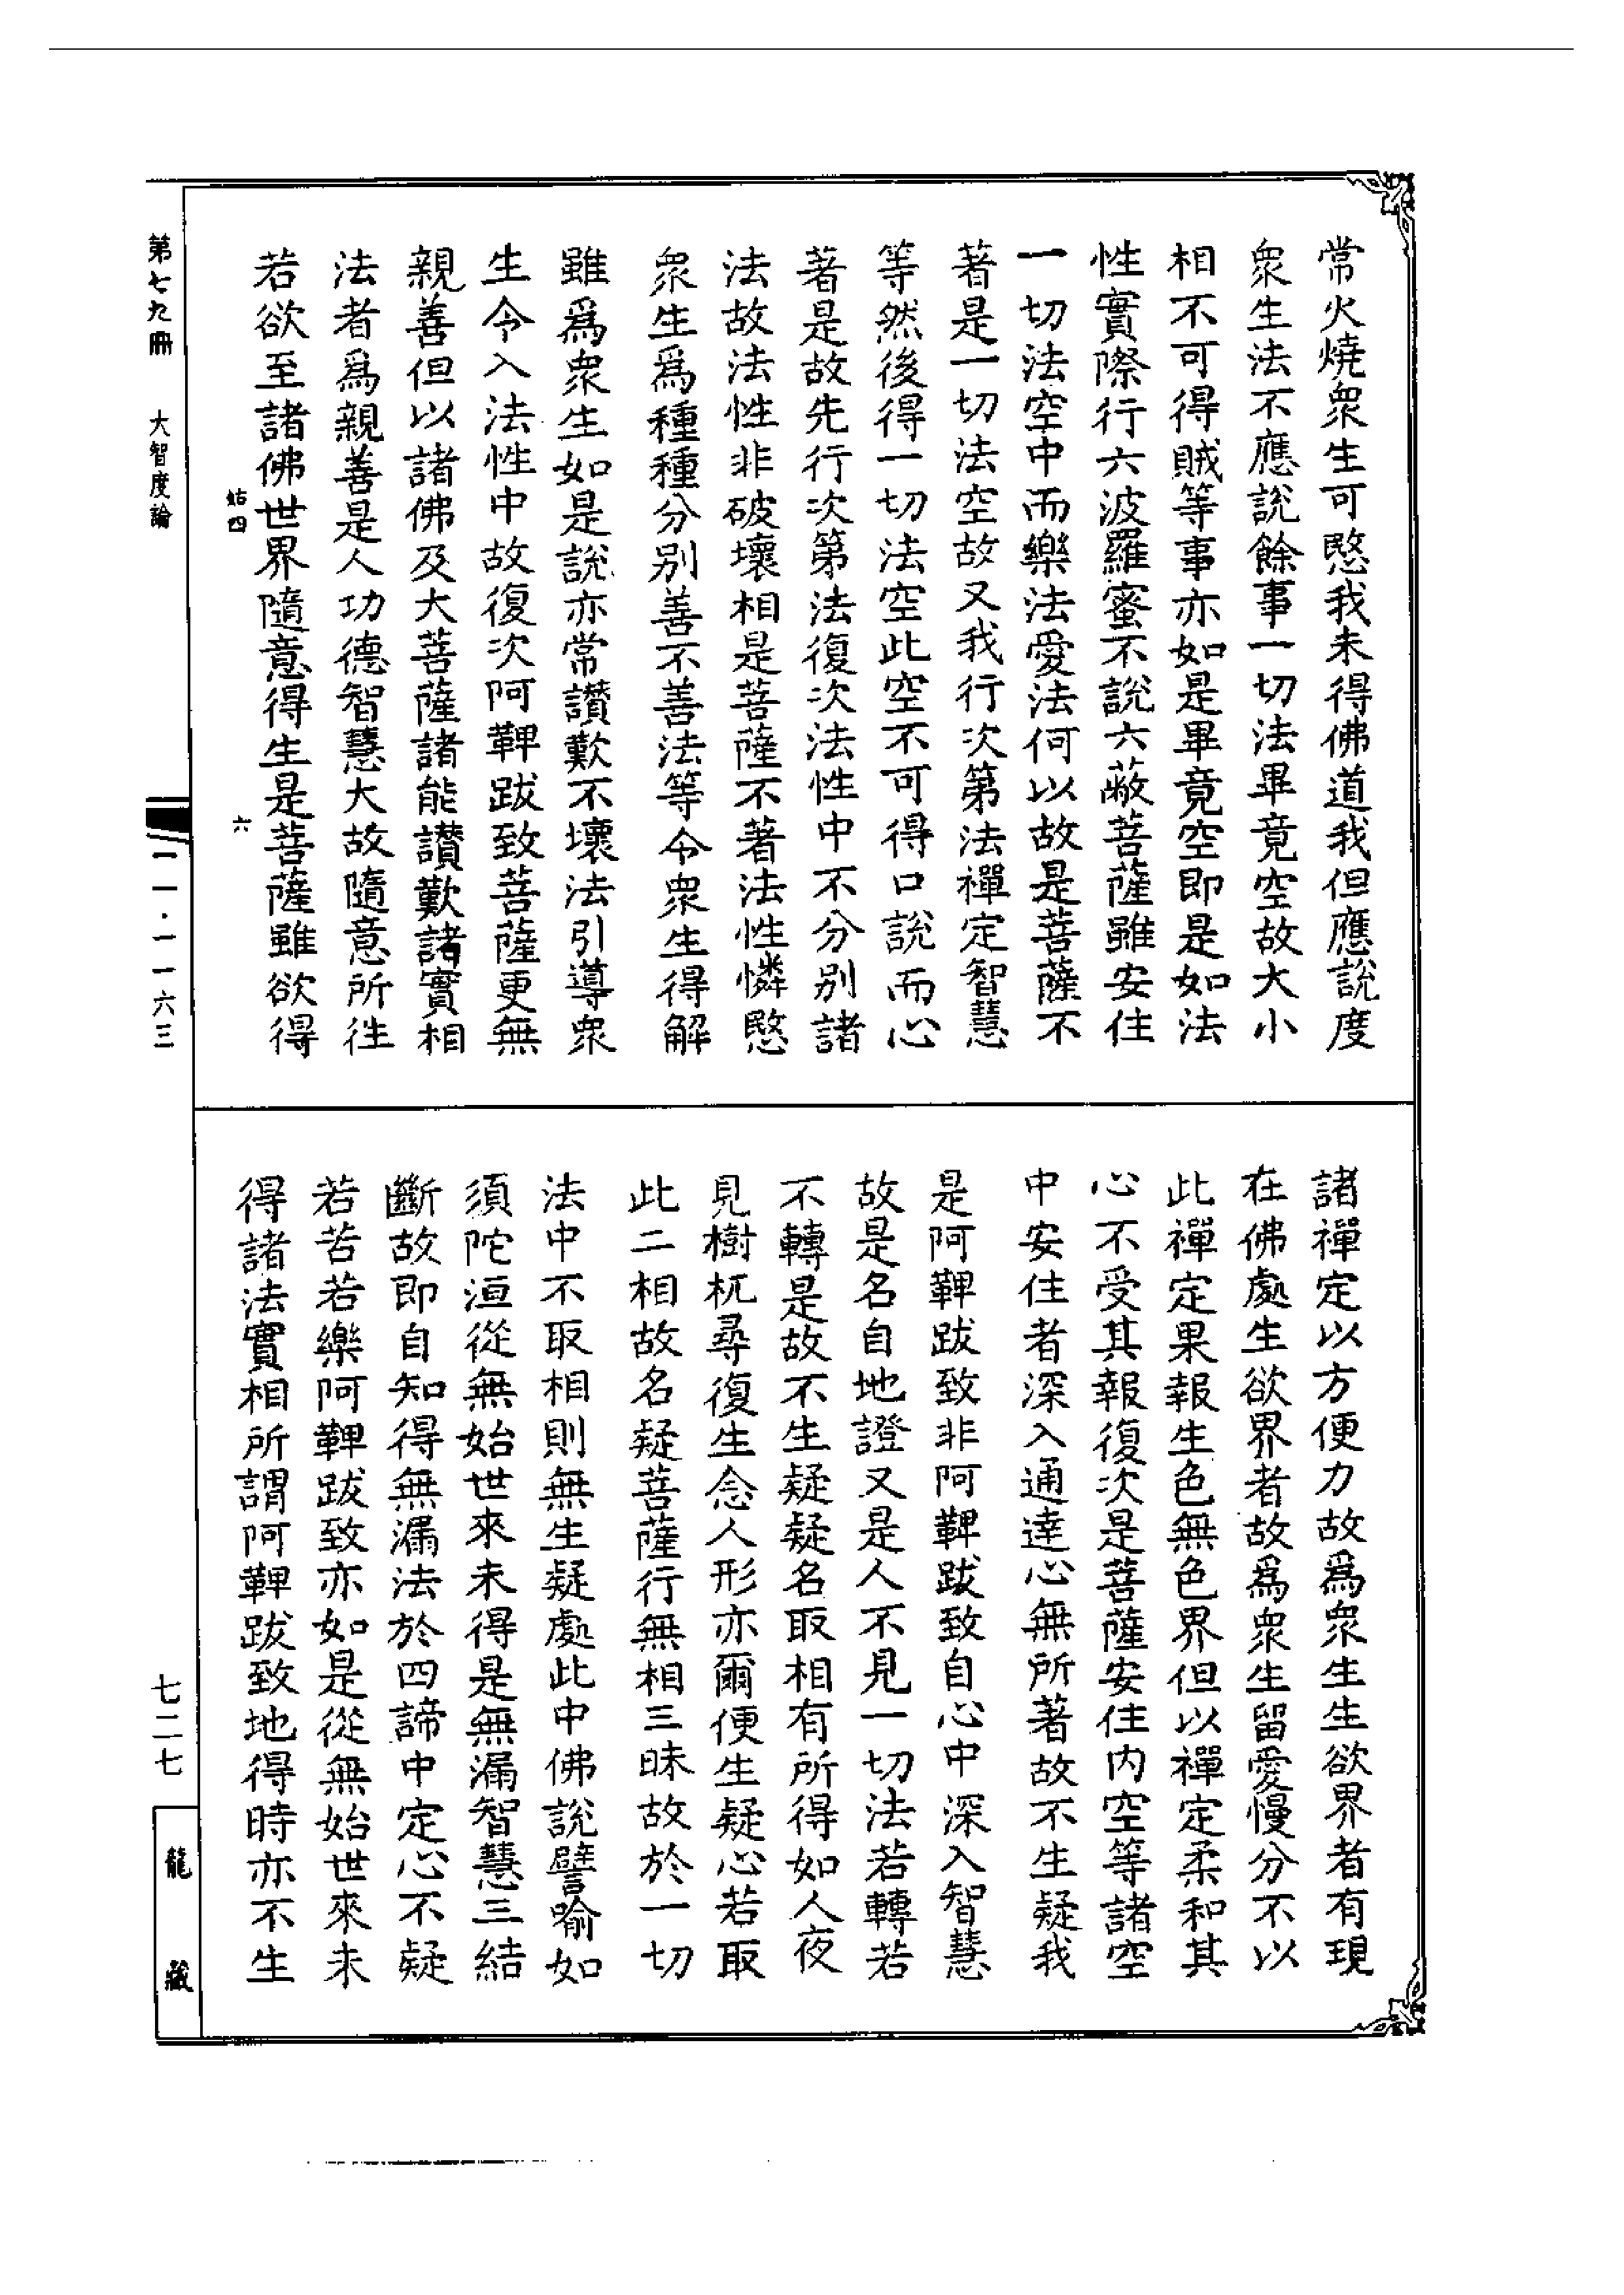 常火燒衆生可愍我未得佛道我但應說度
衆生法不應說餘事一切法畢竟空故大小
相不可得賊等事亦如是畢竟空即是如法
性實際行六波羅蜜不說六蔽菩薩雖安住
一切法空中而樂法愛法何以故是菩薩不
著是一切法空故又我行次第法禪定智慧
等然後得一切法空此空不可得口說而心
著是故先行次第法復次法性中不分別諸
法故法性非破壞相是菩薩不著法性憐愍
衆生爲種種分別善不善法等令衆生得解
雖爲衆生如是說亦常讚歎不壞法引導衆
生令入法性中故復次阿鞞跋致菩薩更無
親善但以諸佛及大菩薩諸能讚歎諸實相
法者爲親善是人功德智慧大故隨意所往
若欲至諸佛世界隨意得生是菩薩雖欲得
姑四
六
諸禪定以方便力故爲衆生生欲界者有現
在佛處生欲界者故爲衆生留愛慢分不以
此禪定果報生色無色界但以禪定柔和其
心不受其報復次是菩薩安住內空等諸空
中安住者深入通達心無所著故不生疑我
是阿鞞跋致非阿鞞跋致自心中深入智慧
故是名自地證又是人不見一切法若轉若
不轉是故不生疑疑名取相有所得如人夜
見樹杌尋復生念人形亦爾便生疑心若取
此二相故名疑菩薩行無相三昧故於一切
法中不取相則無生疑處此中佛說譬喻如
須陀洹從無始世來未得是無漏智慧三結
斷故即自知得無漏法於四諦中定心不疑
若苦若樂阿鞞跋致亦如是從無始世來未
得諸法實相所謂阿鞞跋致地得時亦不生
第七九冊 大智度論
一一·一一六三
七二七
龍藏